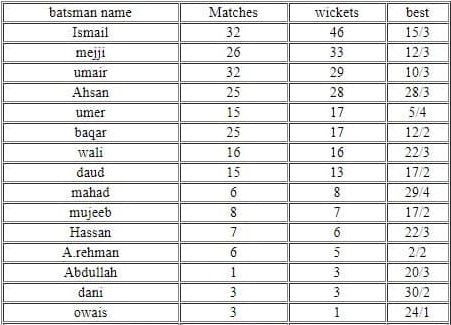 batsman name Matches wickets best
Ismail 32 46 15/3
mejji 26 33 12/3
umair 32 29 10/3
Ahsan 25 28 28/3
umer 15 17 5/4
baqar 25 17 12/2
wali 16 16 22/3
daud 15 13 17/2
mahad 6 8 29/4
mujeeb 8 7 17/2
Hassan 7 6 22/3
A.rehman 6 5 2/2
Abdullah 1 3 20/3
dani 3 3 30/2
owais 3 1 24/1